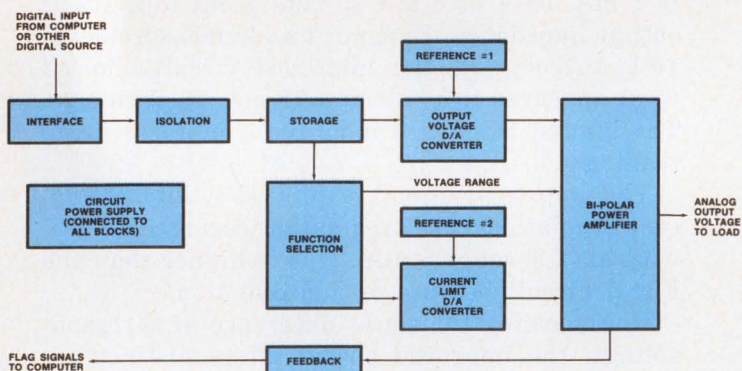 DIGITAL INPUT
FROM COMPUTER
OR OTHER
DIGITAL SOURCE
REFERENCE #1
INTERFACE
ISOLATION
STORAGE
OUTPUT
VOLTAGE
D/A
CONVERTER
CIRCUIT
POWER SUPPLY
(CONNECTED TO
ALL BLOCKS)
FUNCTION
SELECTION
VOLTAGE RANGE
REFERENCE #2
CURRENT
LIMIT
D/A
CONVERTER
BI-POLAR
POWER
AMPLIFIER
ANALOG
OUTPUT
VOLTAGE
TO LOAD
FLAG SIGNALS
TO COMPUTER
FEEDBACK